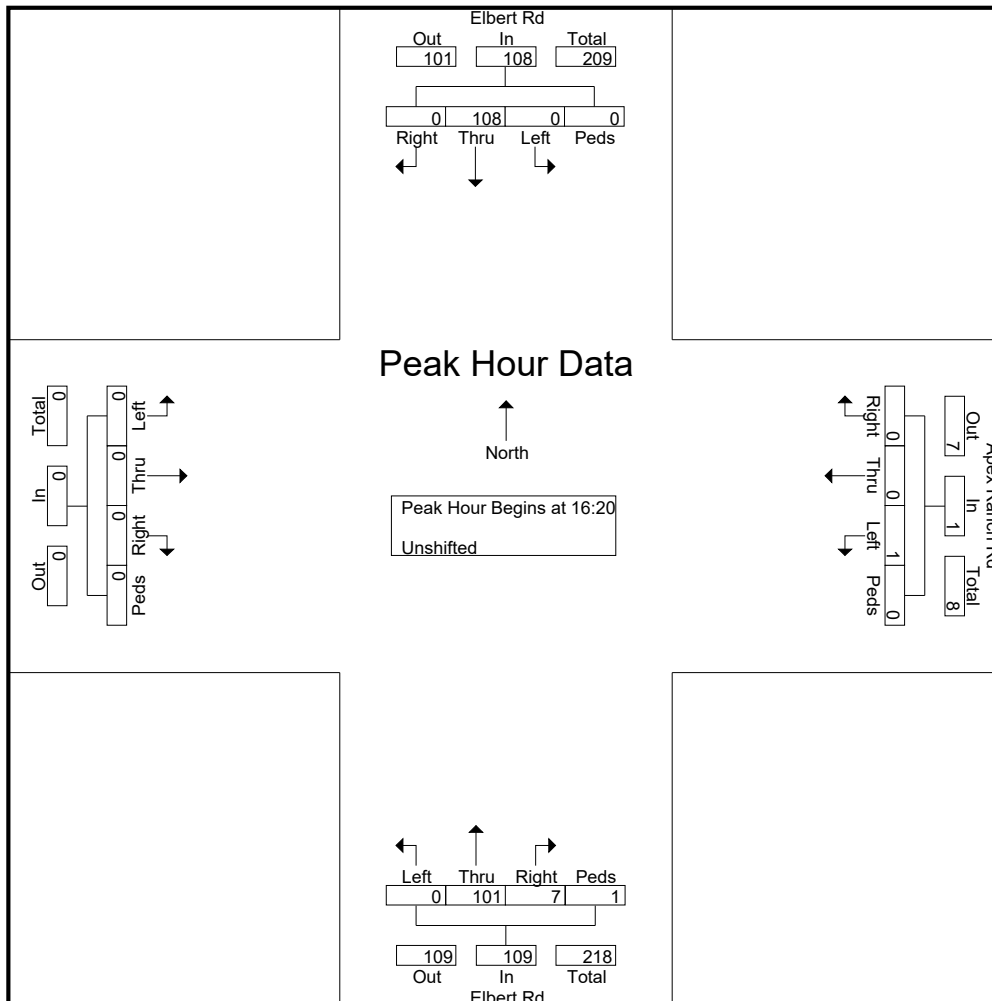 Elbert Rd
Out In Total
101 108 209
0 108 0 0
Right Thru Left Peds
Peak Hour Data
North
Peak Hour Begins at 16:20
Unshifted
Total In Out
0 0 0
0 0 0 0
Left Thru Right Peds
Right Thru Left Peds
0 0 1 0
7 1 8
Out In Total
Apex Ranch Rd
Left Thru Right Peds
0 101 7 1
109 109 218
Out In Total
Elbert Rd